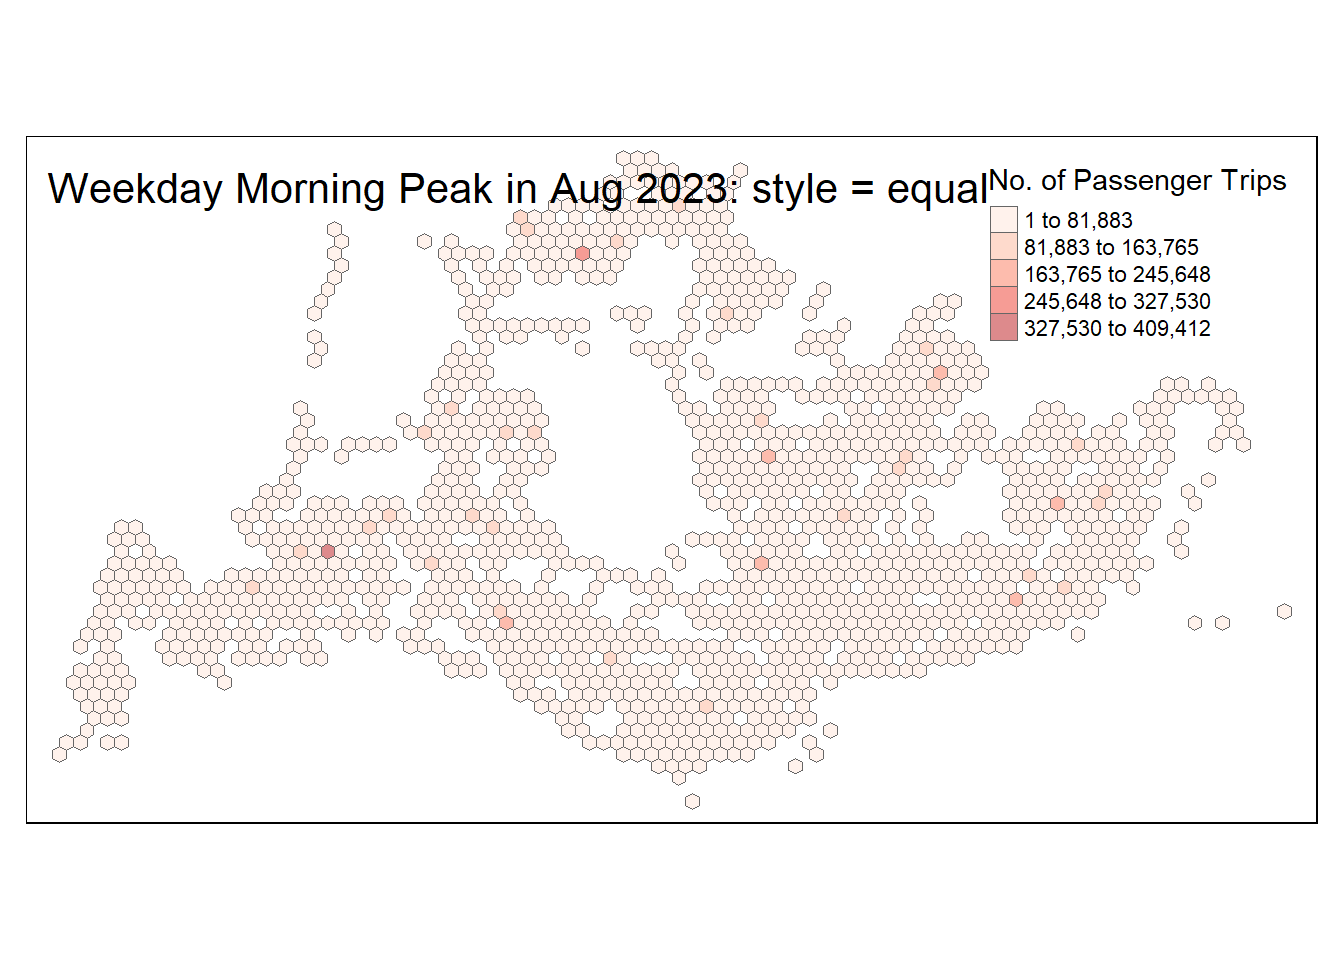 Weekday Morning Peak in Aug 2023: style = equal
No. of Passenger Trips
1 to 81,883
81,883 to 163,765
163,765 to 245,648
245,648 to 327,530
327,530 to 409,412